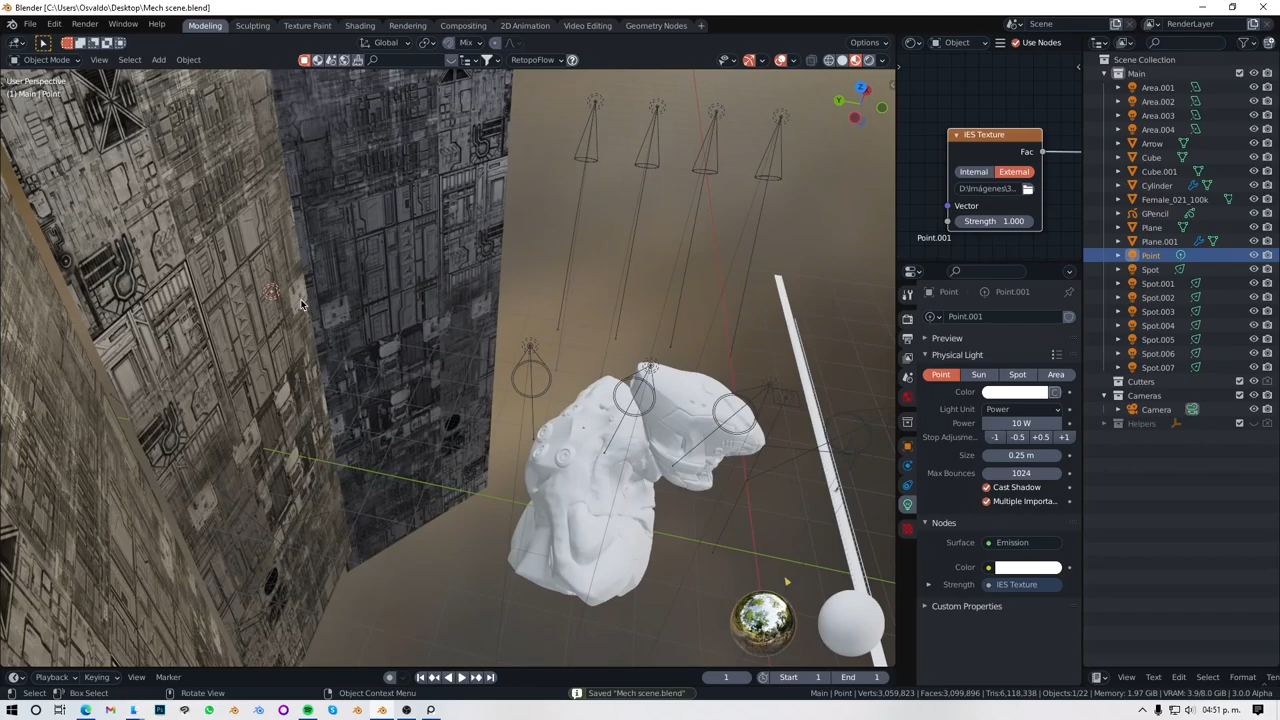 Blender [C:\Users\Osvaldo\Desktop\Mech scene.blend]
File Edit Render Window Help Modeling Sculpting Texture Paint Shading Rendering Compositing 2D Animation Video Editing Geometry Nodes + Scene RenderLayer
Global Mix Options Object Use Nodes
Object Mode View Select Add Object RetopoFlow
User Perspective
(1) Main | Point
Y
Z
X
IES Texture
Fac
Internal External
D:\Imágenes\3...
Vector
Strength 1.000
Point.001
Point Point.001
Point.001
Preview
Physical Light
Point Sun Spot Area
Color
Light Unit Power
Power 10 W
Stop Adjusme... -1 -0.5 +0.5 +1
Size 0.25 m
Max Bounces 1024
Cast Shadow
Multiple Importa...
Nodes
Surface Emission
Color
Strength IES Texture
Custom Properties
Scene Collection
Main
Area.001
Area.002
Area.003
Area.004
Arrow
Cube
Cube.001
Cylinder
Female_021_100k
GPencil
Plane
Plane.001
Point
Spot
Spot.001
Spot.002
Spot.003
Spot.004
Spot.005
Spot.006
Spot.007
Cutters
Cameras
Camera
Helpers
Playback Keying View Marker 1 Start 1 End 1 View Text Edit Select Format
Select Box Select Rotate View Object Context Menu Saved "Mech scene.blend" Main | Point | Verts:3,059,823 | Faces:3,099,896 | Tris:6,118,338 | Objects:1/22 | Memory: 1.97 GiB | VRAM: 3.9/8.0 GiB | 3.0.0 Alpha
04:51 p. m.